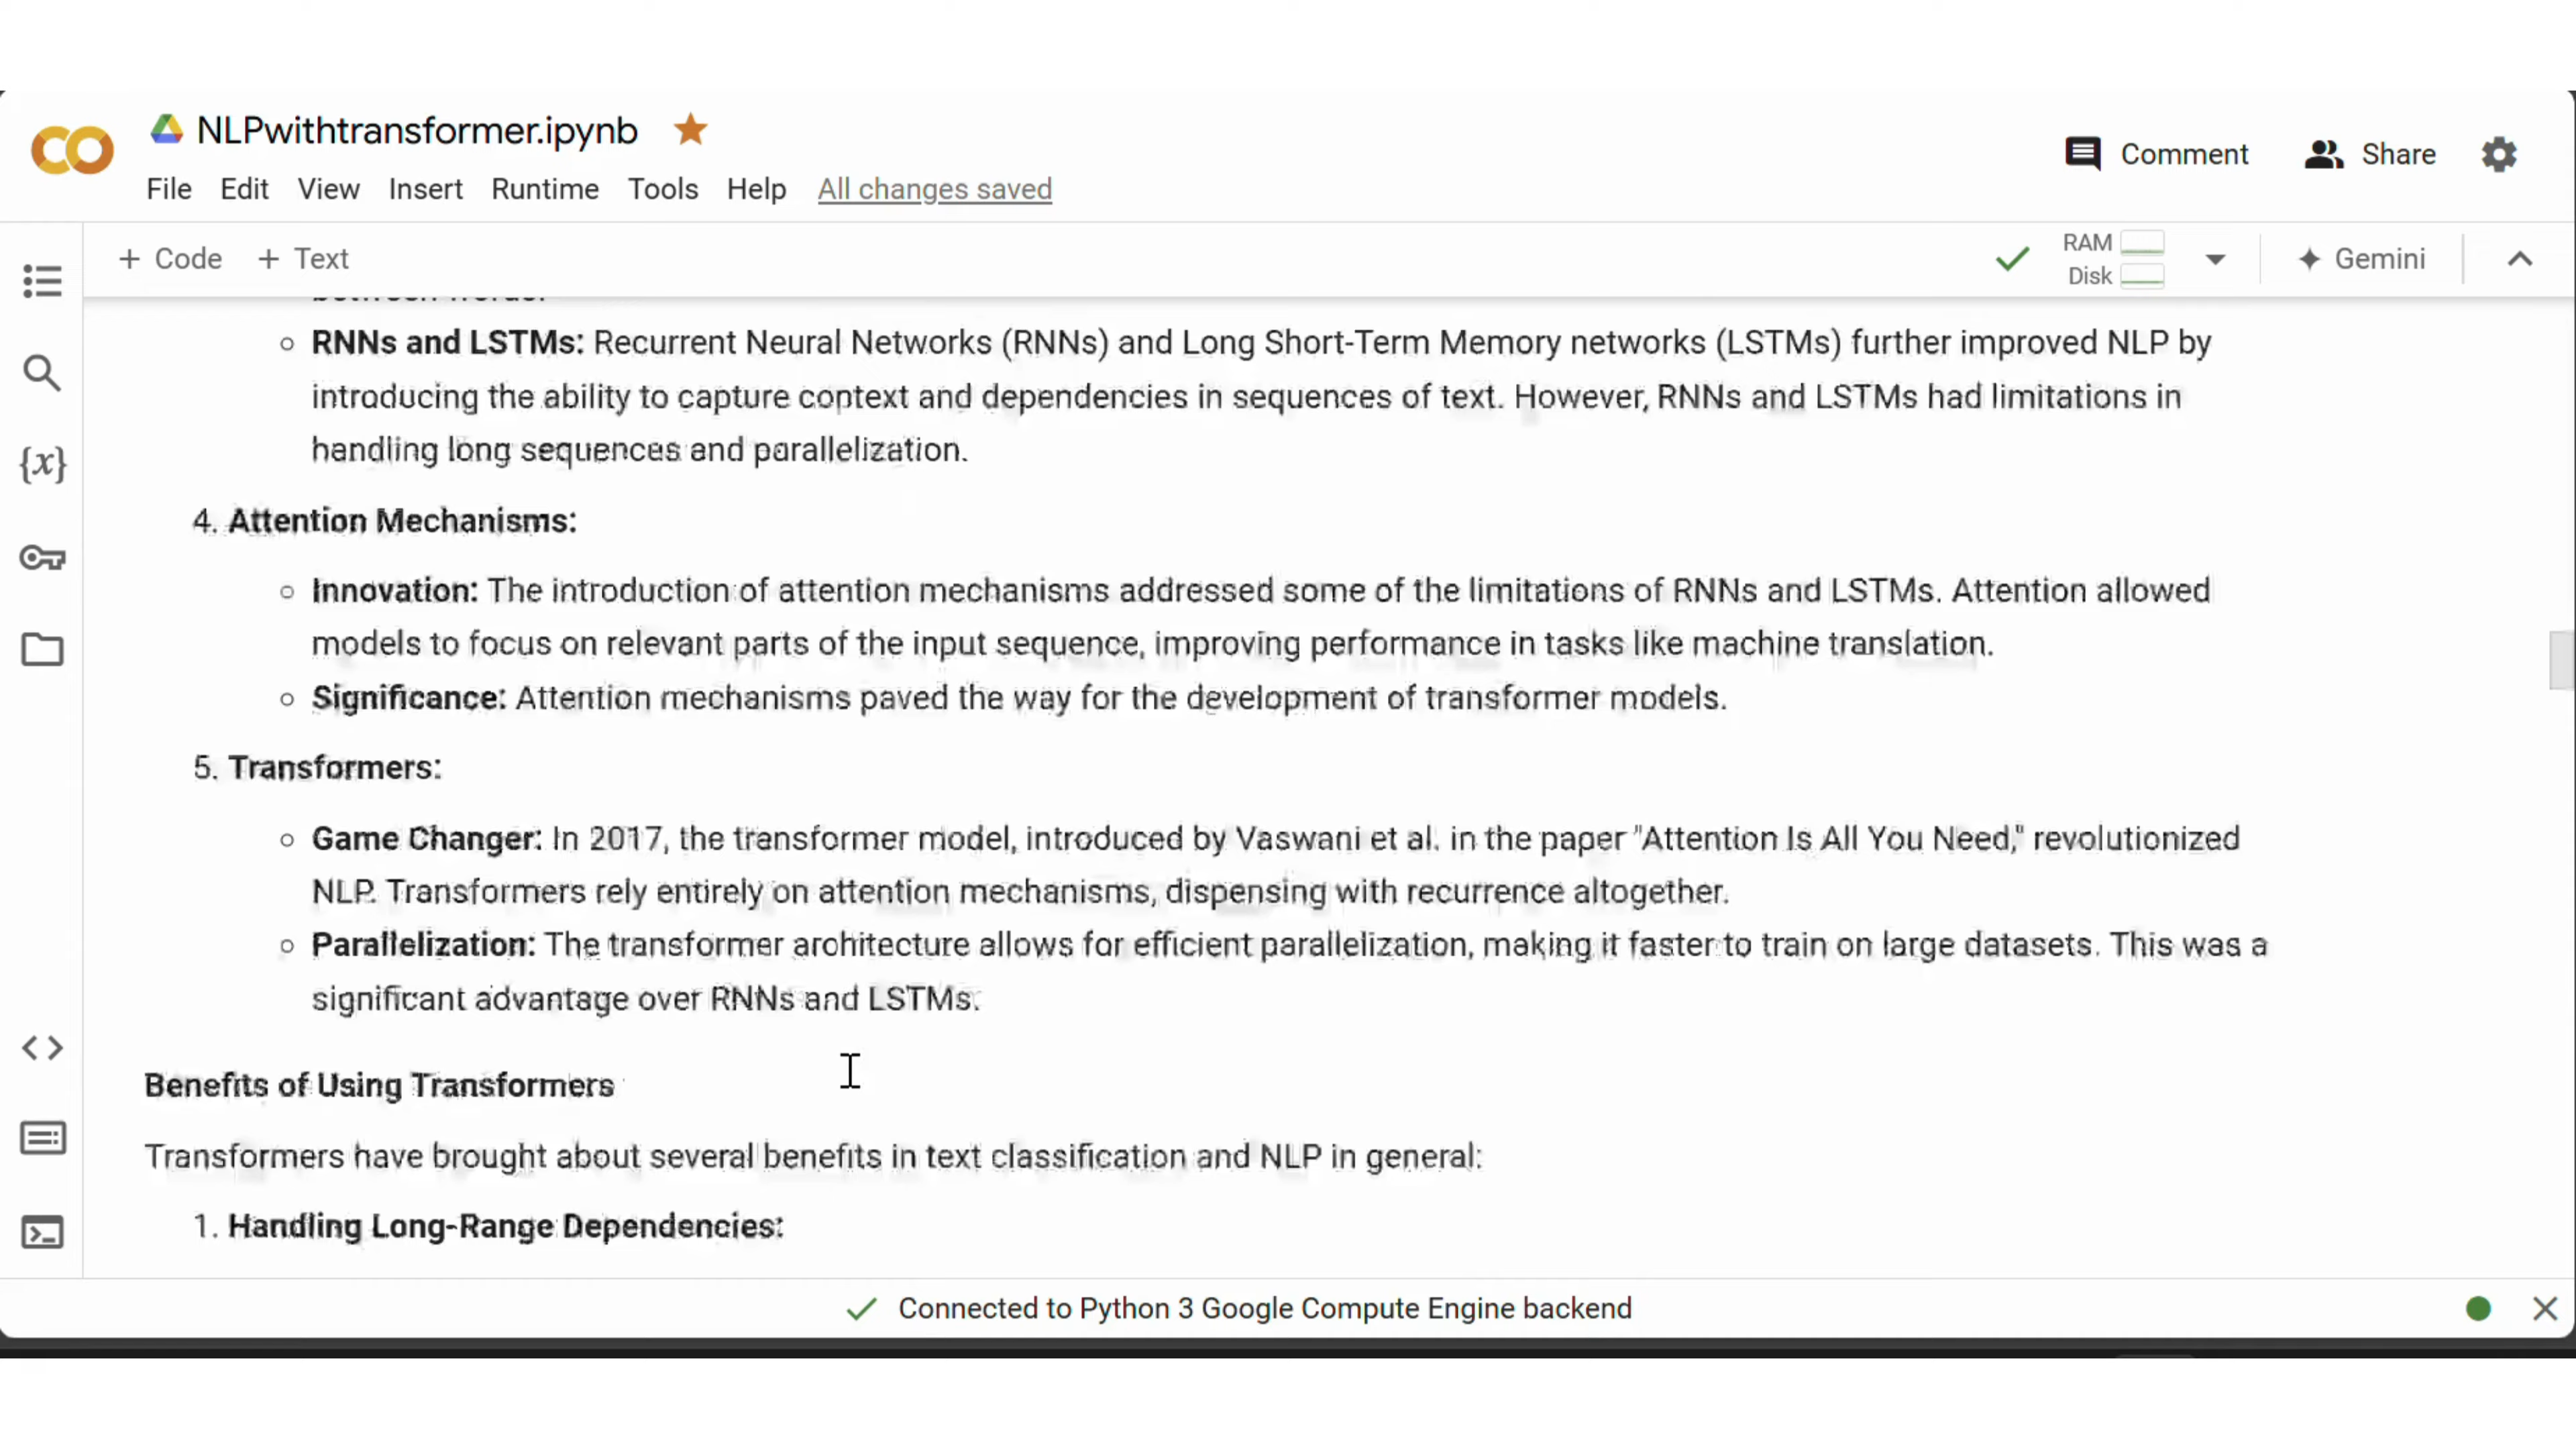 NLPwithtransformer.ipynb
Comment
Share
File Edit View Insert Runtime Tools Help All changes saved
+ Code + Text
RAM
Disk
Gemini
between words.
RNNs and LSTMs: Recurrent Neural Networks (RNNs) and Long Short-Term Memory networks (LSTMs) further improved NLP by
introducing the ability to capture context and dependencies in sequences of text. However, RNNs and LSTMs had limitations in
handling long sequences and parallelization.
4. Attention Mechanisms:
Innovation: The introduction of attention mechanisms addressed some of the limitations of RNNs and LSTMs. Attention allowed
models to focus on relevant parts of the input sequence, improving performance in tasks like machine translation.
Significance: Attention mechanisms paved the way for the development of transformer models.
5. Transformers:
Game Changer: In 2017, the transformer model, introduced by Vaswani et al. in the paper "Attention Is All You Need," revolutionized
NLP. Transformers rely entirely on attention mechanisms, dispensing with recurrence altogether.
Parallelization: The transformer architecture allows for efficient parallelization, making it faster to train on large datasets. This was a
significant advantage over RNNs and LSTMs.
Benefits of Using Transformers
Transformers have brought about several benefits in text classification and NLP in general:
1. Handling Long-Range Dependencies:
Connected to Python 3 Google Compute Engine backend